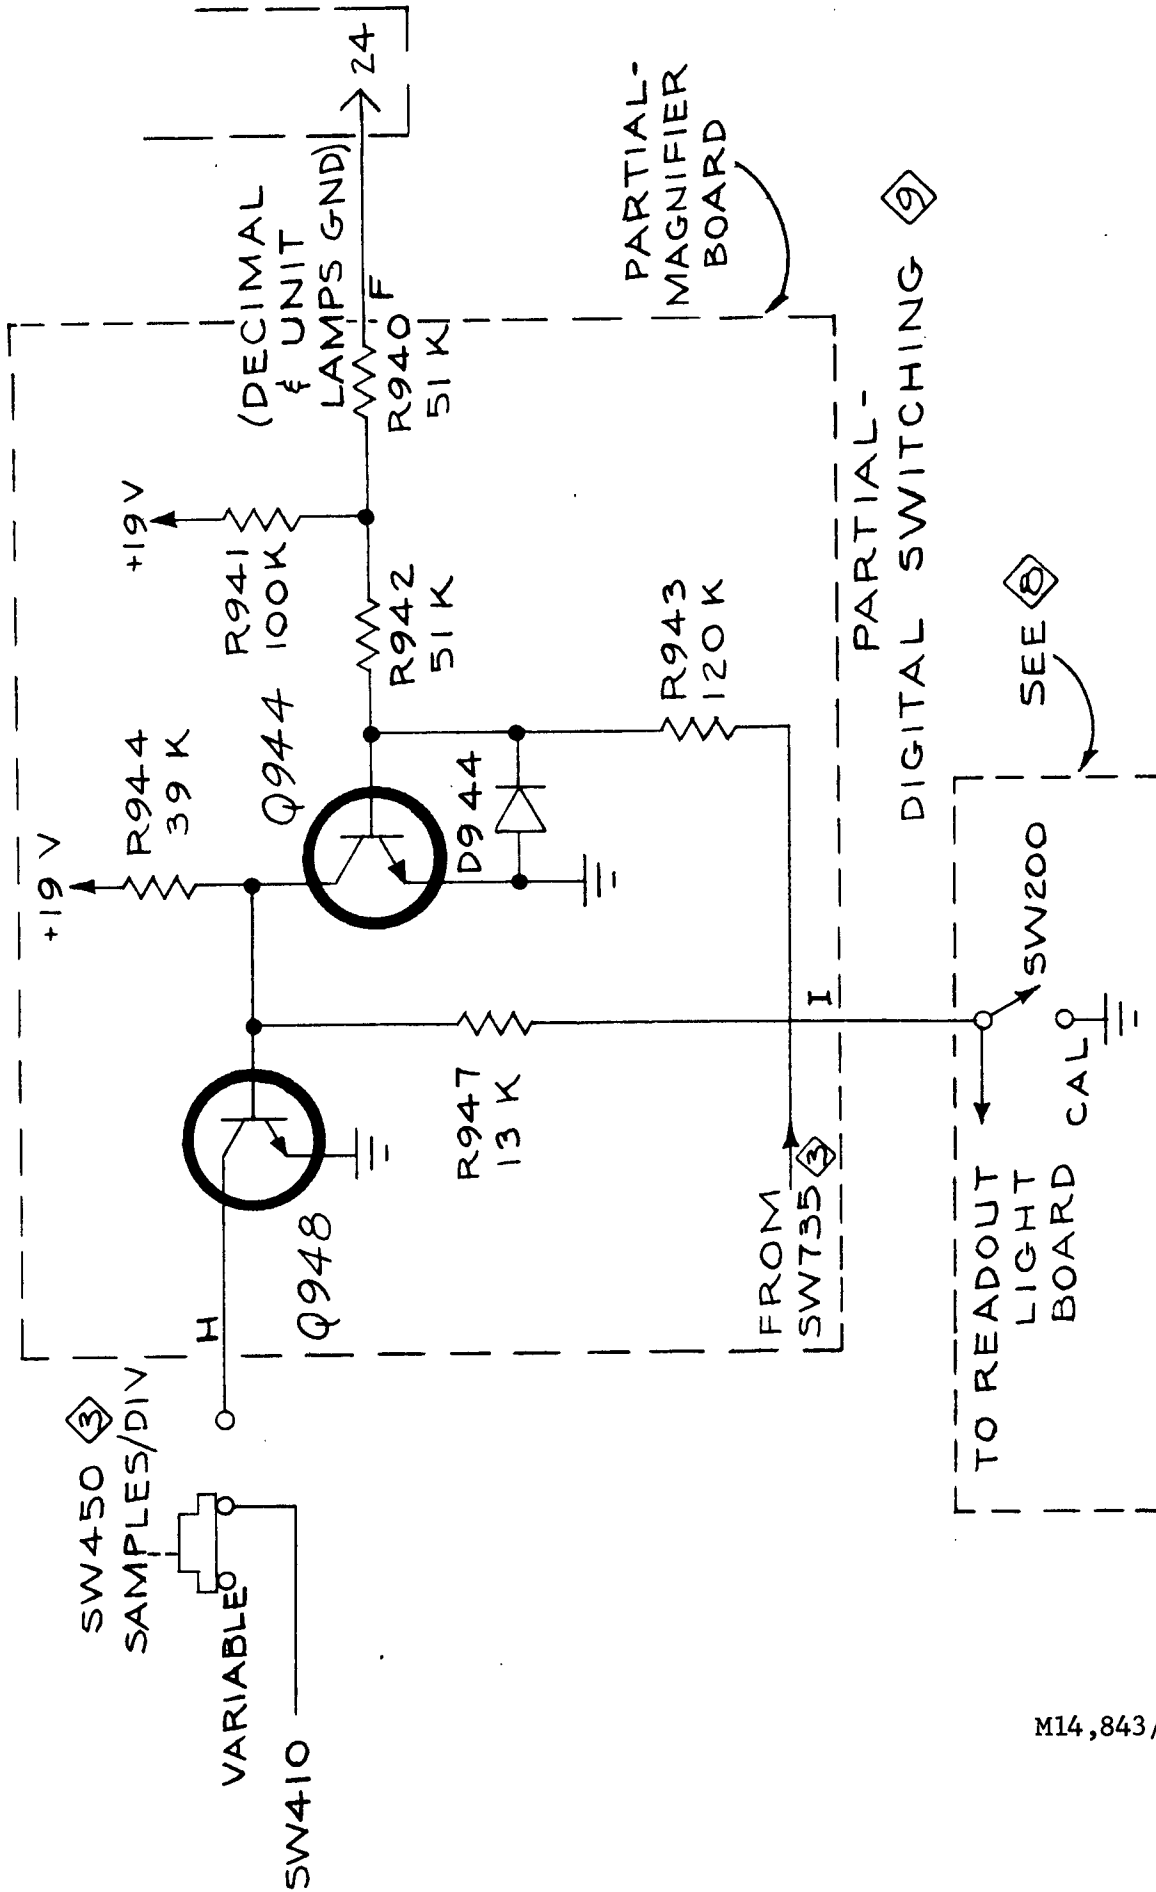 SW450 3
SAMPLES/DIV
VARIABLE
SW410
H
Q948
+19 V
R944
39 K
Q944
+19V
R941
100K
(DECIMAL
& UNIT
LAMPS GND)
24
F
R940
51 K
R942
51 K
D944
R947
13 K
R943
120 K
FROM
SW735 3
I
PARTIAL-
MAGNIFIER
BOARD
PARTIAL-
DIGITAL SWITCHING 9
SEE 8
SW200
CAL
TO READOUT
LIGHT
BOARD
M14,843/